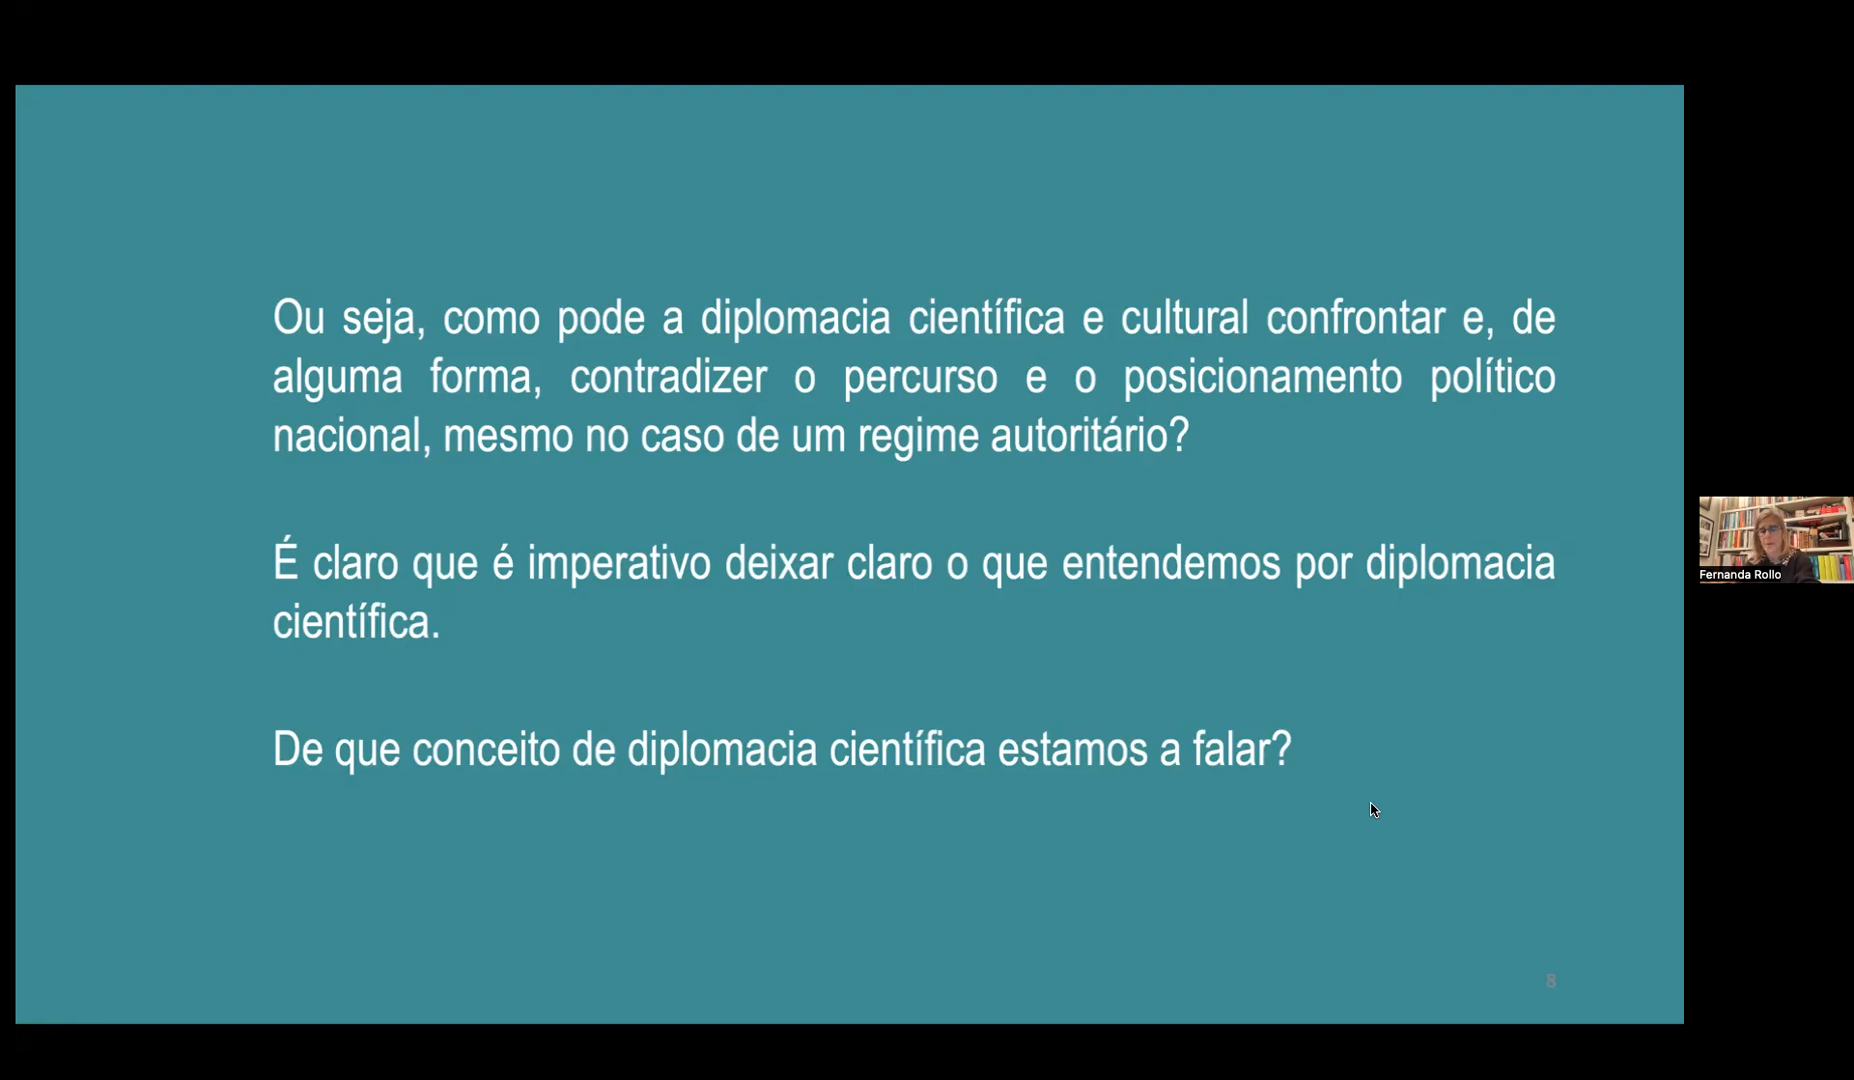 Ou seja, como pode a diplomacia científica e cultural confrontar e, de
alguma forma, contradizer o percurso e o posicionamento político
nacional, mesmo no caso de um regime autoritário?
É claro que é imperativo deixar claro o que entendemos por diplomacia
científica.
De que conceito de diplomacia científica estamos a falar?
Fernanda Rollo
8